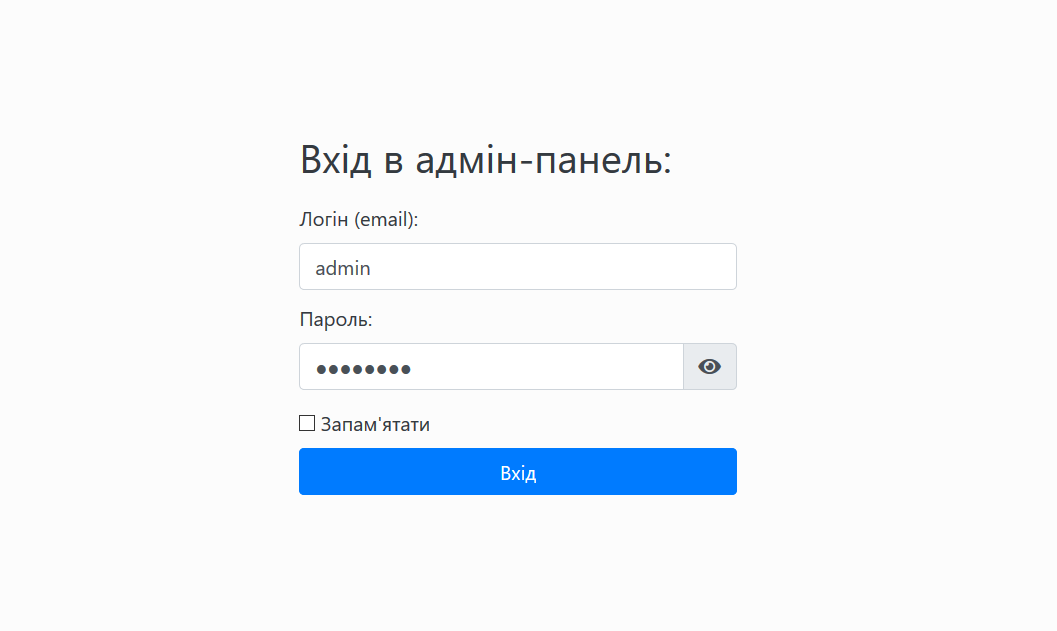 Вхід в адмін-панель:
Логін (email):
admin
Пароль:
••••••••
Запам'ятати
Вхід